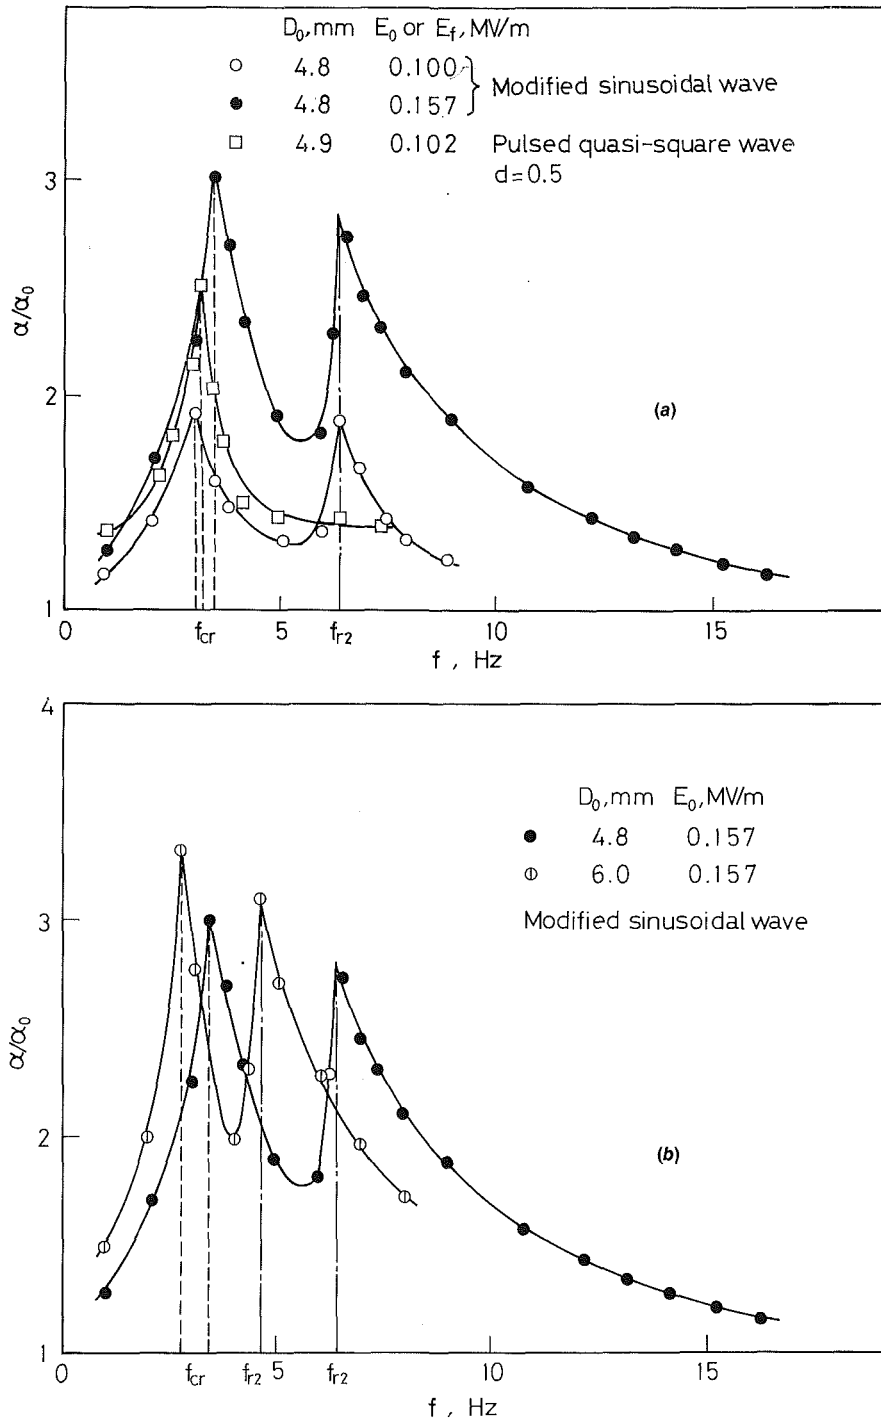 D₀,mm E₀ or E_f, MV/m
4.8 0.100
4.8 0.157
Modified sinusoidal wave
4.9 0.102 Pulsed quasi-square wave
d=0.5
3
2
1
α/α₀
(a)
0 f_cr 5 f_r2 10 15
f , Hz
4
3
2
1
α/α₀
D₀,mm E₀,MV/m
4.8 0.157
6.0 0.157
Modified sinusoidal wave
(b)
0 f_cr f_r2 5 f_r2 10 15
f , Hz